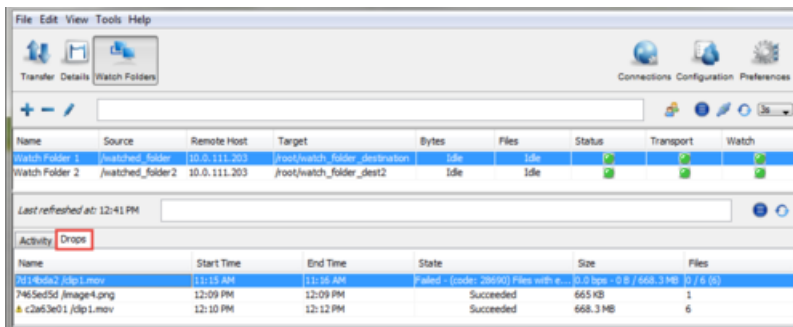 File Edit View Tools Help
Transfer Details Watch Folders Connections Configuration Preferences
3s
Name Source Remote Host Target Bytes Files Status Transport Watch
Watch Folder 1 /watched_folder 10.0.111.203 /root/watch_folder_destination Idle Idle
Watch Folder 2 /watched_folder2 10.0.111.203 /root/watch_folder_dest2 Idle Idle
Last refreshed at: 12:41 PM
Activity Drops
Name Start Time End Time State Size Files
7d14bda2 /clip1.mov 11:15 AM 11:16 AM Failed - (code: 28690) Files with e... 0.0 bps - 0 B / 668.3 MB 0 / 6 (6)
7465ed5d /image4.png 12:09 PM 12:09 PM Succeeded 665 KB 1
c2a63e01 /clip1.mov 12:10 PM 12:12 PM Succeeded 668.3 MB 6